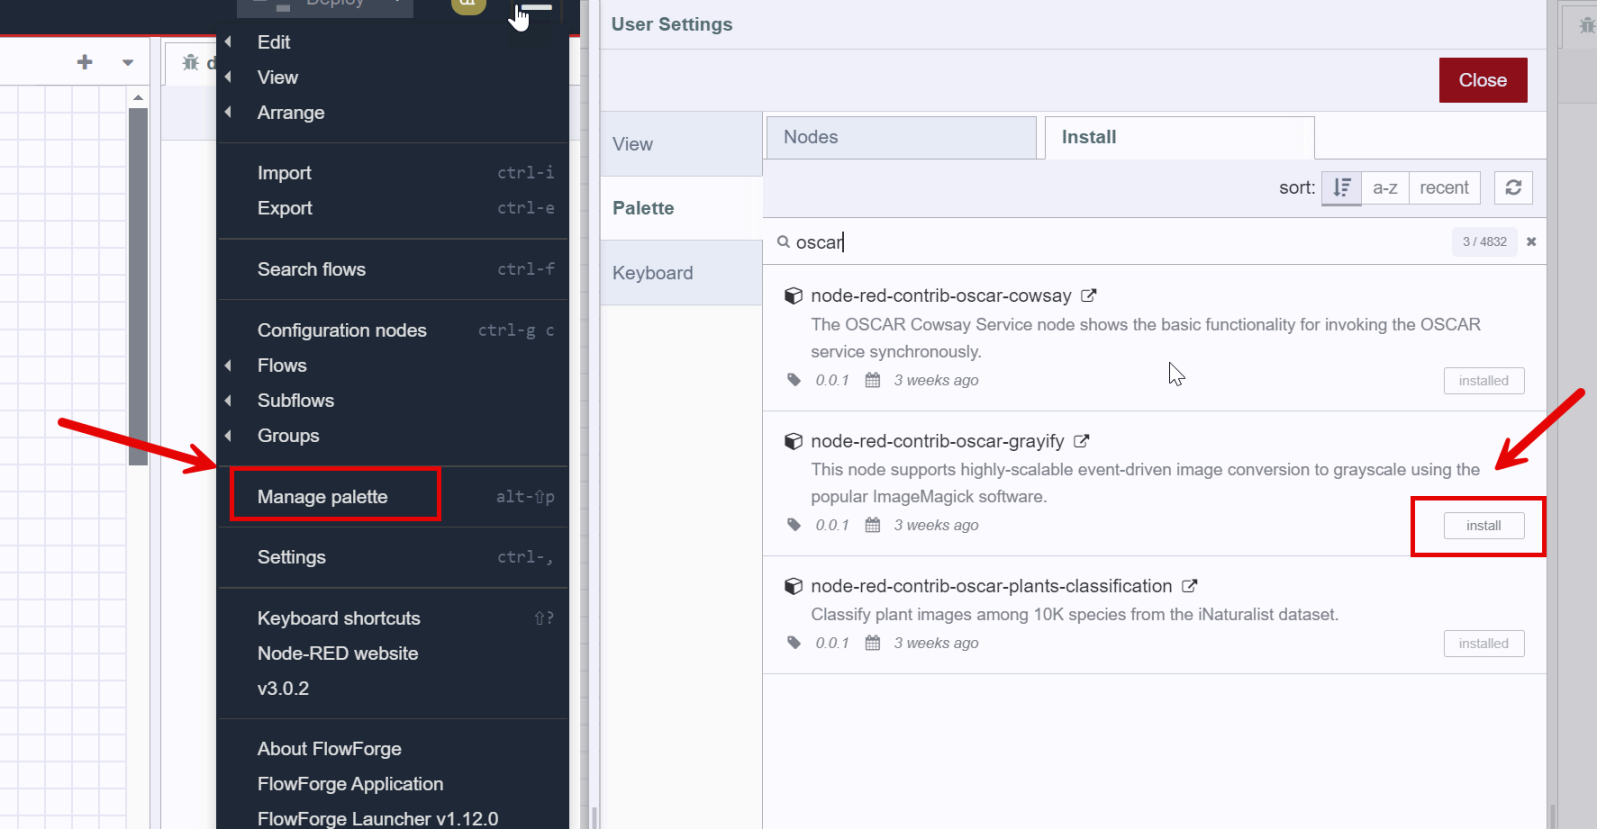 Deploy
Edit
View
Arrange
Import ctrl-i
Export ctrl-e
Search flows ctrl-f
Configuration nodes ctrl-g c
Flows
Subflows
Groups
Manage palette alt-⇧p
Settings ctrl-,
Keyboard shortcuts ⇧?
Node-RED website
v3.0.2
About FlowForge
FlowForge Application
FlowForge Launcher v1.12.0
User Settings
Close
View
Palette
Keyboard
Nodes
Install
sort: a-z recent
oscar 3 / 4832
node-red-contrib-oscar-cowsay
The OSCAR Cowsay Service node shows the basic functionality for invoking the OSCAR
service synchronously.
0.0.1 3 weeks ago
installed
node-red-contrib-oscar-grayify
This node supports highly-scalable event-driven image conversion to grayscale using the
popular ImageMagick software.
0.0.1 3 weeks ago
install
node-red-contrib-oscar-plants-classification
Classify plant images among 10K species from the iNaturalist dataset.
0.0.1 3 weeks ago
installed